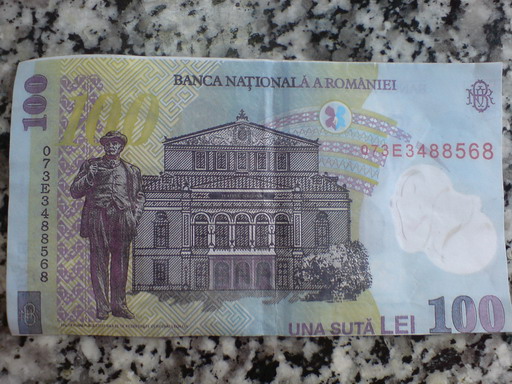 BANCA NAȚIONALĂ A ROMÂNIEI
100
100
073E3488568
073E3488568
UNA SUTĂ LEI
100